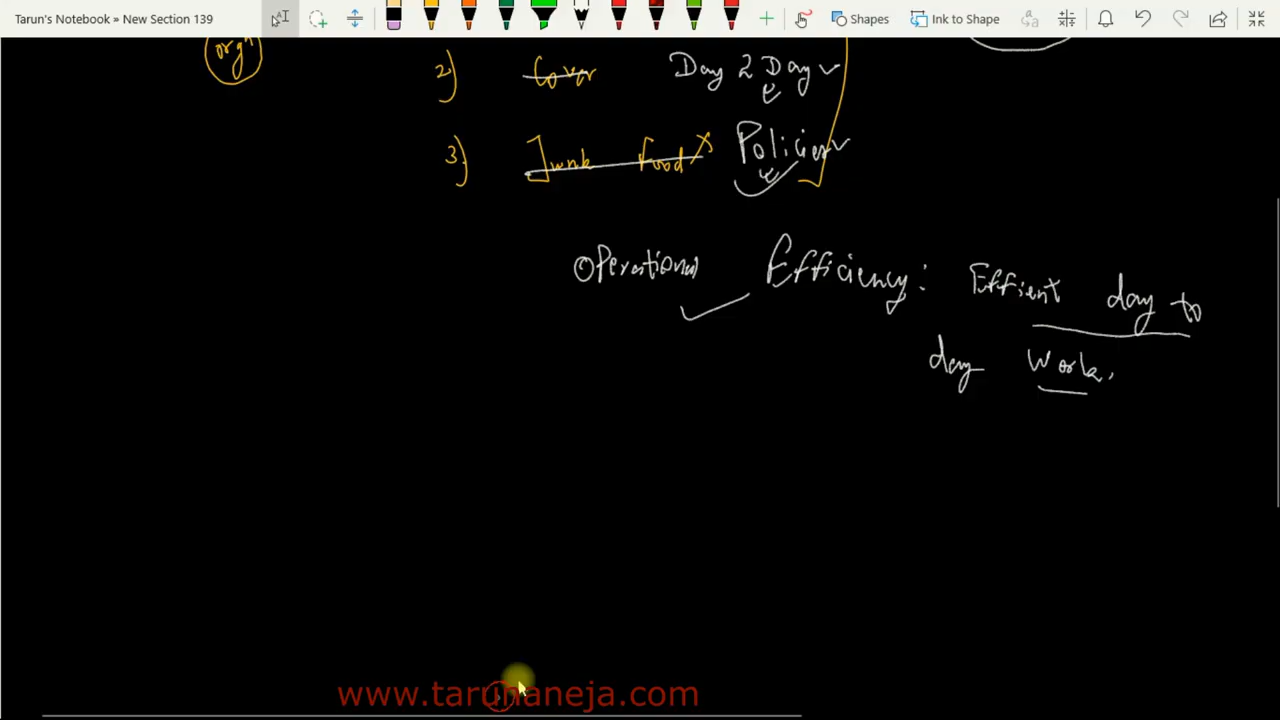 Tarun's Notebook » New Section 139
Shapes
Ink to Shape
orgn
2) Cover Day 2 Day
3) Junk Food Policies
Operational Efficiency: Effient day to
day Work.
www.tarunaneja.com